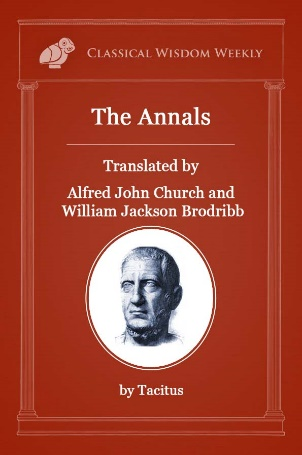 CLASSICAL WISDOM WEEKLY
The Annals
Translated by
Alfred John Church and
William Jackson Brodribb
by Tacitus